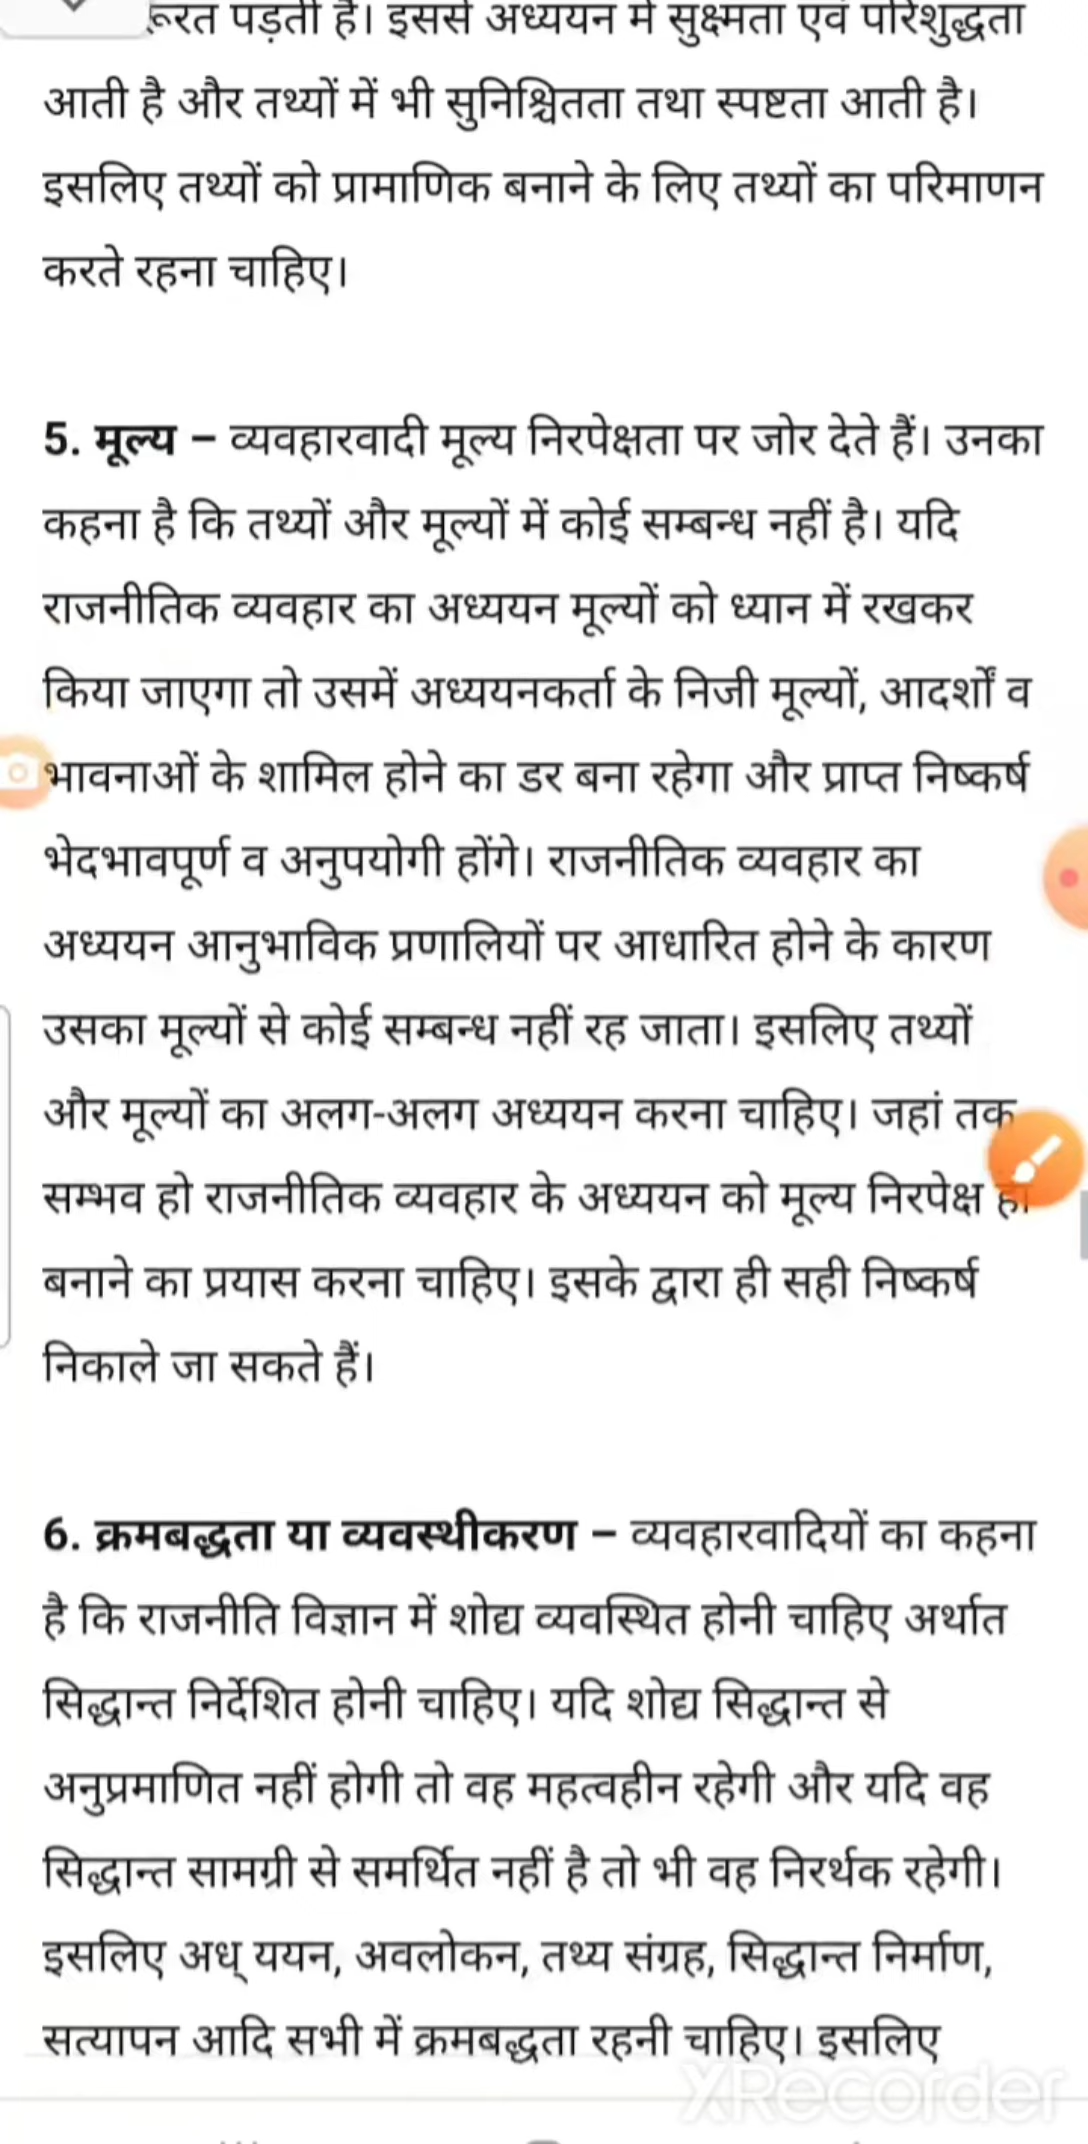 पड़ती है। इससे अध्ययन में सुक्ष्मता एवं परिशुद्धता
आती है और तथ्यों में भी सुनिश्चितता तथा स्पष्टता आती है।
इसलिए तथ्यों को प्रामाणिक बनाने के लिए तथ्यों का परिमाणन
करते रहना चाहिए।
5. मूल्य – व्यवहारवादी मूल्य निरपेक्षता पर जोर देते हैं। उनका
कहना है कि तथ्यों और मूल्यों में कोई सम्बन्ध नहीं है। यदि
राजनीतिक व्यवहार का अध्ययन मूल्यों को ध्यान में रखकर
किया जाएगा तो उसमें अध्ययनकर्ता के निजी मूल्यों, आदर्शों व
भावनाओं के शामिल होने का डर बना रहेगा और प्राप्त निष्कर्ष
भेदभावपूर्ण व अनुपयोगी होंगे। राजनीतिक व्यवहार का
अध्ययन आनुभाविक प्रणालियों पर आधारित होने के कारण
उसका मूल्यों से कोई सम्बन्ध नहीं रह जाता। इसलिए तथ्यों
और मूल्यों का अलग-अलग अध्ययन करना चाहिए। जहां तक
सम्भव हो राजनीतिक व्यवहार के अध्ययन को मूल्य निरपेक्ष ही
बनाने का प्रयास करना चाहिए। इसके द्वारा ही सही निष्कर्ष
निकाले जा सकते हैं।
6. क्रमबद्धता या व्यवस्थीकरण – व्यवहारवादियों का कहना
है कि राजनीति विज्ञान में शोद्य व्यवस्थित होनी चाहिए अर्थात
सिद्धान्त निर्देशित होनी चाहिए। यदि शोद्य सिद्धान्त से
अनुप्रमाणित नहीं होगी तो वह महत्वहीन रहेगी और यदि वह
सिद्धान्त सामग्री से समर्थित नहीं है तो भी वह निरर्थक रहेगी।
इसलिए अध् ययन, अवलोकन, तथ्य संग्रह, सिद्धान्त निर्माण,
सत्यापन आदि सभी में क्रमबद्धता रहनी चाहिए। इसलिए
XRecorder